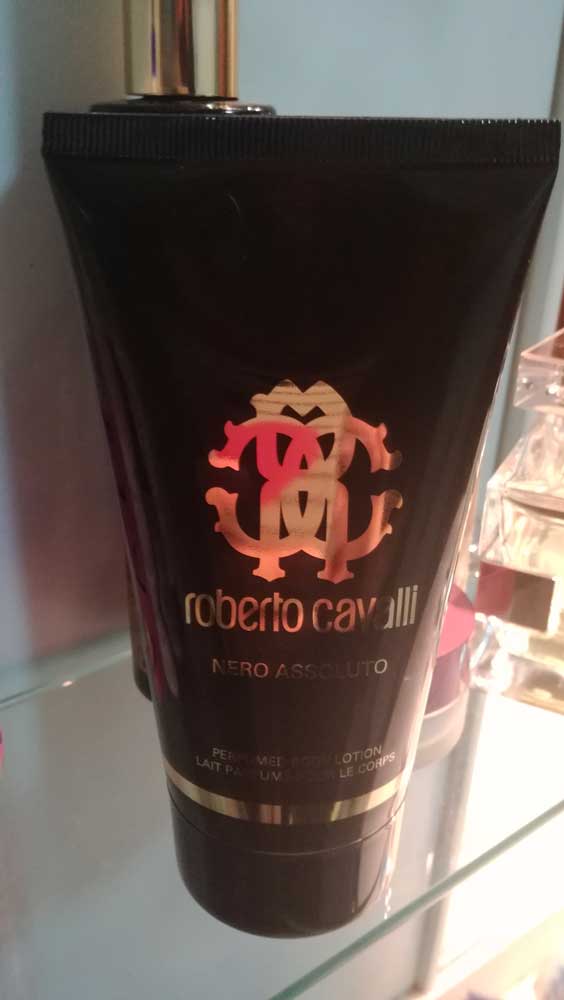 roberto cavalli
NERO ASSOLUTO
PERFUMED BODY LOTION
LAIT PARFUMÉ POUR LE CORPS